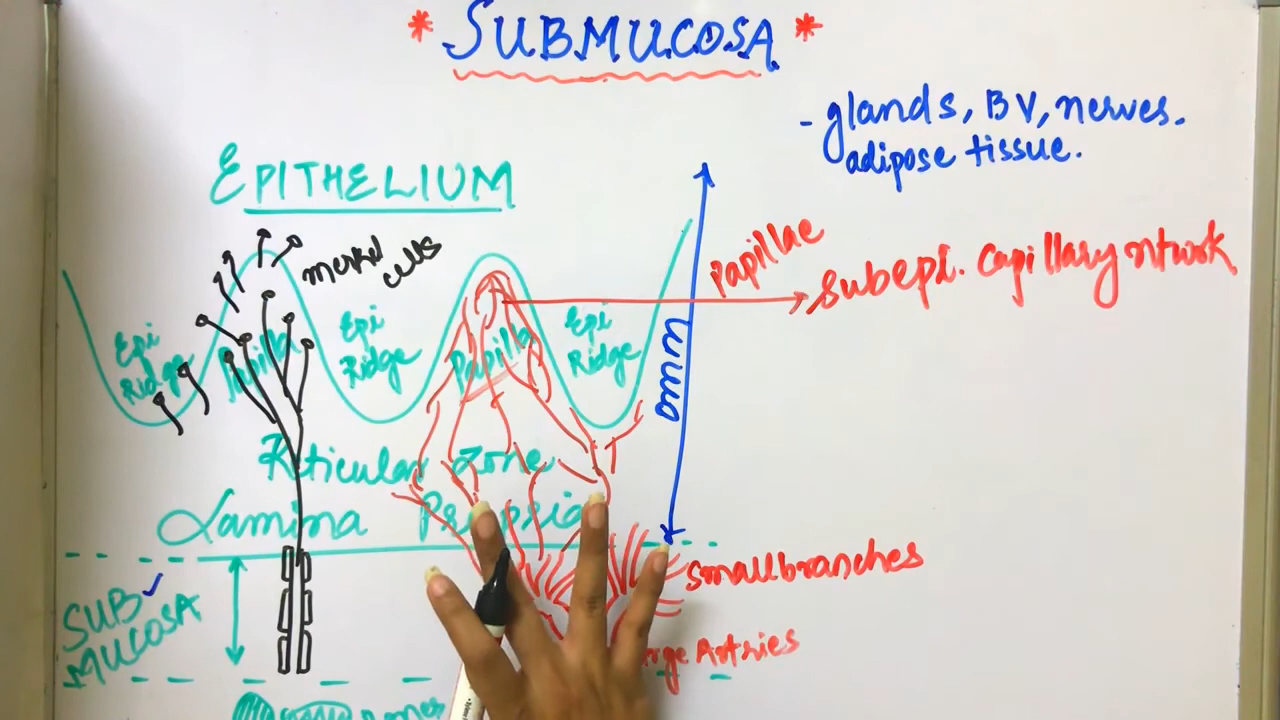 * SUBMUCOSA *
- glands, BV, nerves.
adipose tissue.
EPITHELIUM
merkel cells
Papillae
subepi. capillary ntwork
Epi Ridge
Papilla
Epi Ridge
Papilla
Epi Ridge
Reticular Zone
Lamina Propria
SUB MUCOSA
small branches
Arteries